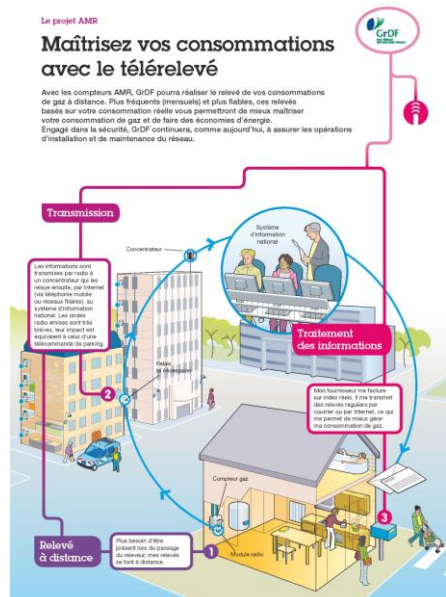 Le projet AMR
Maîtrisez vos consommations
avec le télérelevé
Avec les compteurs AMR, GrDF pourra réaliser le relevé de vos consommations
de gaz à distance. Plus fréquents (mensuels) et plus fiables, ces relevés
basés sur votre consommation réelle vous permettront de mieux maîtriser
votre consommation de gaz et de faire des économies d'énergie.
Engagé dans la sécurité, GrDF continuera, comme aujourd'hui, à assurer les opérations
d'installation et de maintenance du réseau.
GrDF
Transmission
Les informations sont
transmises par radio à
un concentrateur qui les
relaye ensuite, par Internet
(via téléphone mobile
ou réseaux filaires), au
système d'information
national. Les ondes
radio émises sont très
brèves, leur impact est
équivalent à celui d'une
télécommande de parking.
2
Concentrateur
Relais
si nécessaire
Système
d'information
national
Traitement
des informations
Mon fournisseur me facture
sur index réels. Il me transmet
des relevés réguliers par
courrier ou par Internet, ce qui
me permet de mieux gérer
ma consommation de gaz.
3
Compteur gaz
Module radio
Relevé
à distance
Plus besoin d'être
présent lors du passage
du releveur, mes relevés
se font à distance.
1